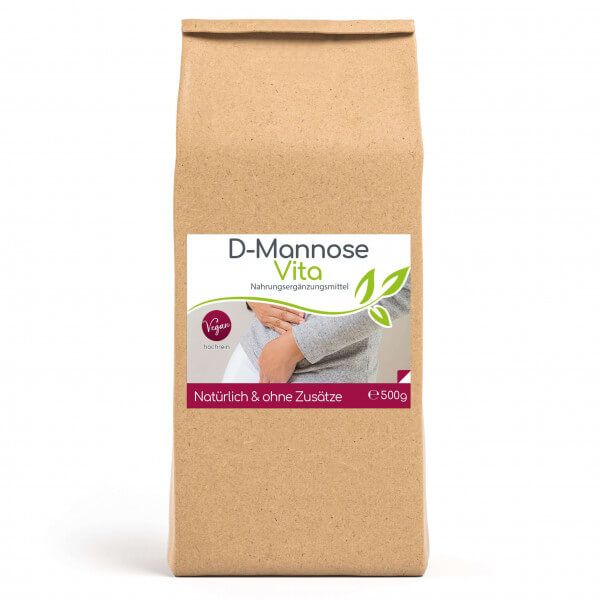 D-Mannose
Vita
Nahrungsergänzungsmittel
Vegan
hochrein
Natürlich & ohne Zusätze
℮ 500g